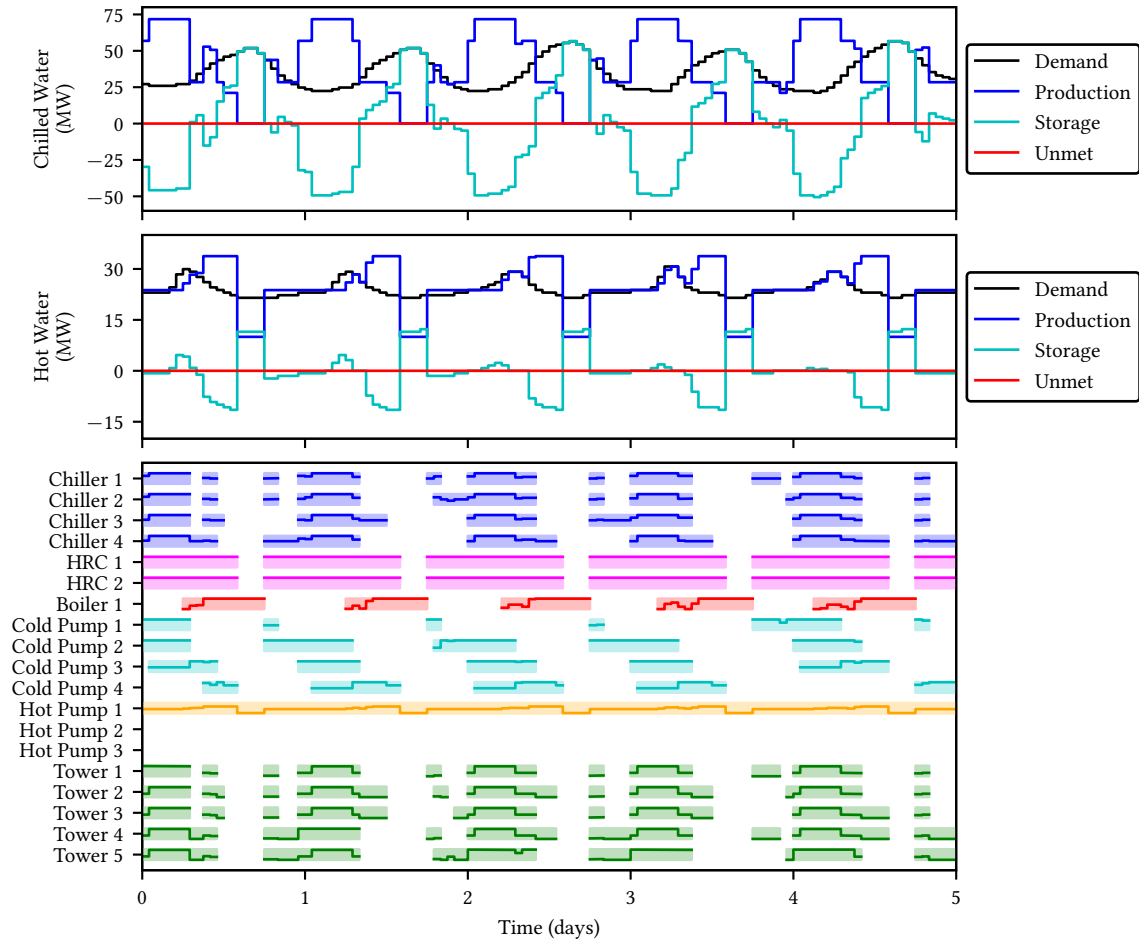 75
50
25
0
−25
−50
Chilled Water
(MW)
Demand
Production
Storage
Unmet
30
15
0
−15
Hot Water
(MW)
Demand
Production
Storage
Unmet
Chiller 1
Chiller 2
Chiller 3
Chiller 4
HRC 1
HRC 2
Boiler 1
Cold Pump 1
Cold Pump 2
Cold Pump 3
Cold Pump 4
Hot Pump 1
Hot Pump 2
Hot Pump 3
Tower 1
Tower 2
Tower 3
Tower 4
Tower 5
0 1 2 3 4 5
Time (days)